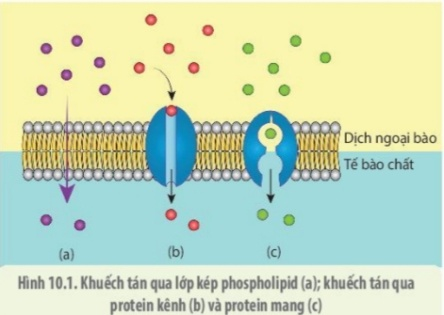 Dịch ngoại bào
Tế bào chất
(a)
(b)
(c)
Hình 10.1. Khuếch tán qua lớp kép phospholipid (a); khuếch tán qua
protein kênh (b) và protein mang (c)